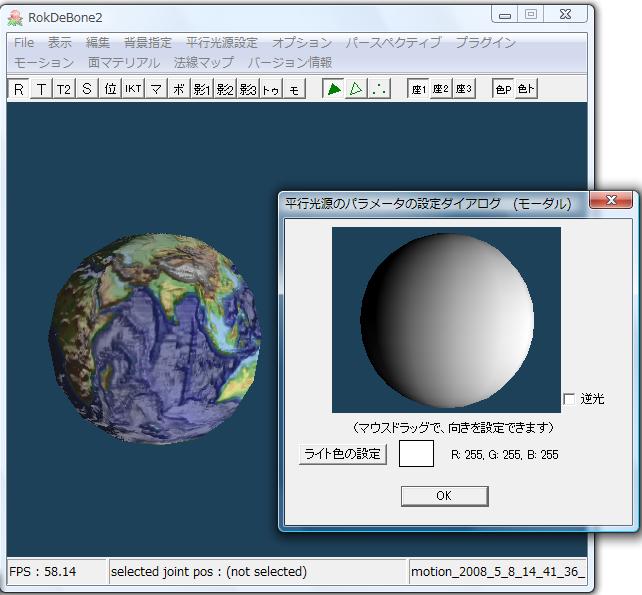 RokDeBone2
File 表示 編集 背景指定 平行光源設定 オプション パースペクティブ プラグイン
モーション 面マテリアル 法線マップ バージョン情報
R T T2 S 位 IKT マ ボ 影1 影2 影3 トゥ モ 座1 座2 座3 色P 色ト
平行光源のパラメータの設定ダイアログ (モーダル)
逆光
(マウスドラッグで、向きを設定できます)
ライト色の設定 R: 255, G: 255, B: 255
OK
FPS : 58.14 selected joint pos : (not selected) motion_2008_5_8_14_41_36_